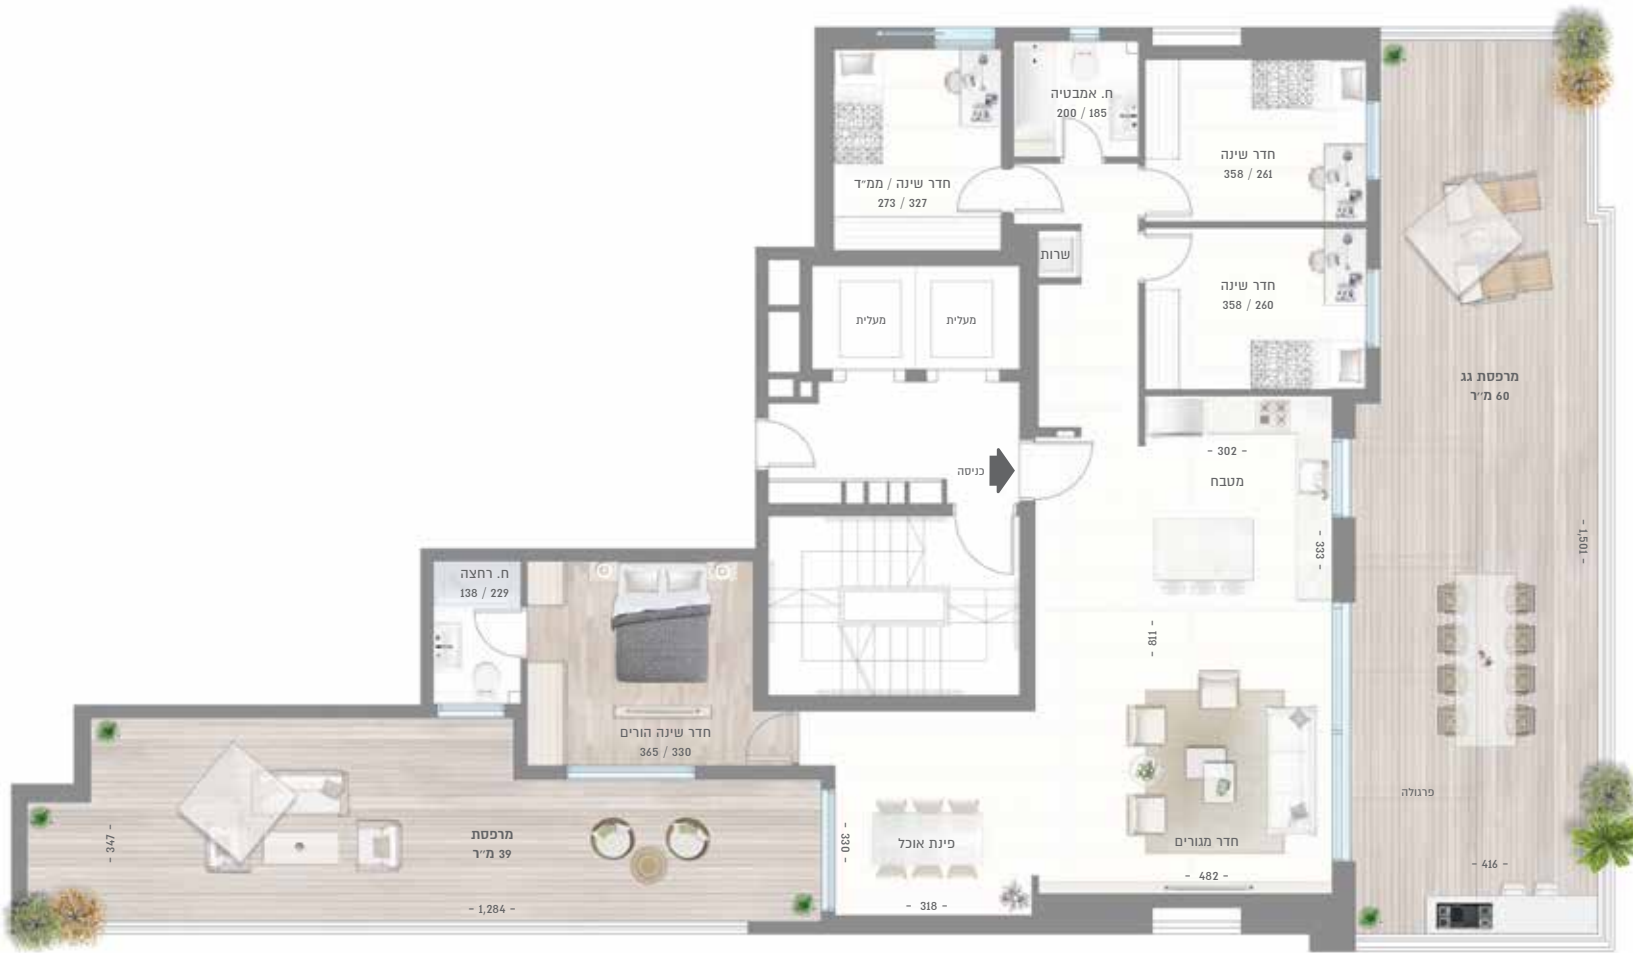 ח. אמבטיה
200 / 185
חדר שינה
358 / 261
חדר שינה / ממ״ד
273 / 327
שרות
חדר שינה
358 / 260
מעלית
מעלית
מרפסת גג
60 מ״ר
- 302 -
מטבח
כניסה
- 333 -
- 1,501 -
ח. רחצה
138 / 229
- 811 -
חדר שינה הורים
365 / 330
פרגולה
מרפסת
39 מ״ר
- 347 -
- 330 -
פינת אוכל
חדר מגורים
- 416 -
- 482 -
- 318 -
- 1,284 -